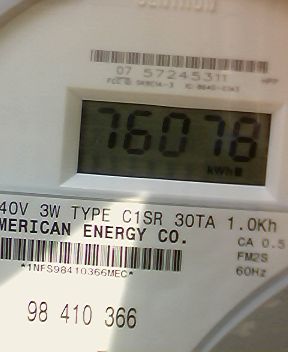 07 57245311
76078
kWh
40V 3W TYPE C1SR 30TA 1.0Kh
MERICAN ENERGY CO.
CA 0.5
FM2S
60Hz
*1NFS98410366MEC*
98 410 366